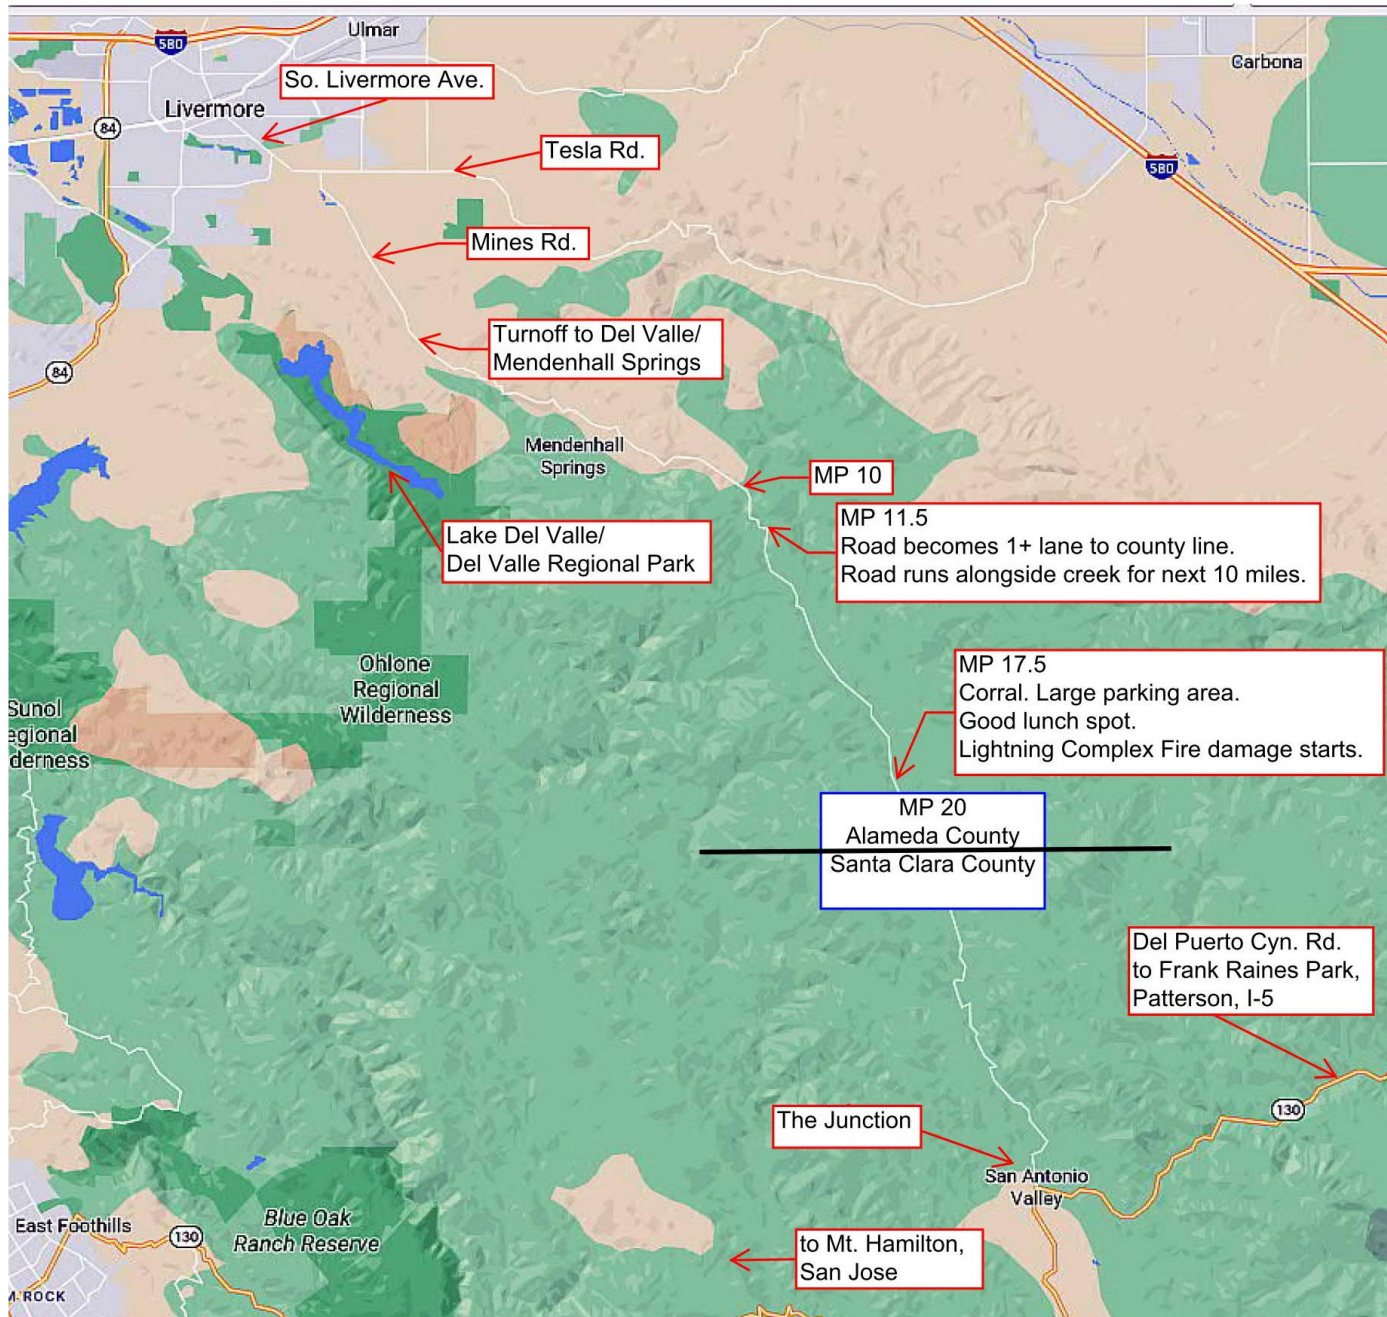 Ulmar
580
So. Livermore Ave.
Carbona
Livermore
84
Tesla Rd.
580
Mines Rd.
Turnoff to Del Valle/
Mendenhall Springs
84
Mendenhall
Springs
MP 10
MP 11.5
Road becomes 1+ lane to county line.
Road runs alongside creek for next 10 miles.
Lake Del Valle/
Del Valle Regional Park
Ohlone
Regional
Wilderness
MP 17.5
Corral. Large parking area.
Good lunch spot.
Lightning Complex Fire damage starts.
Sunol
egional
derness
MP 20
Alameda County
Santa Clara County
Del Puerto Cyn. Rd.
to Frank Raines Park,
Patterson, I-5
130
The Junction
San Antonio
Valley
East Foothills
130
Blue Oak
Ranch Reserve
to Mt. Hamilton,
San Jose
M ROCK